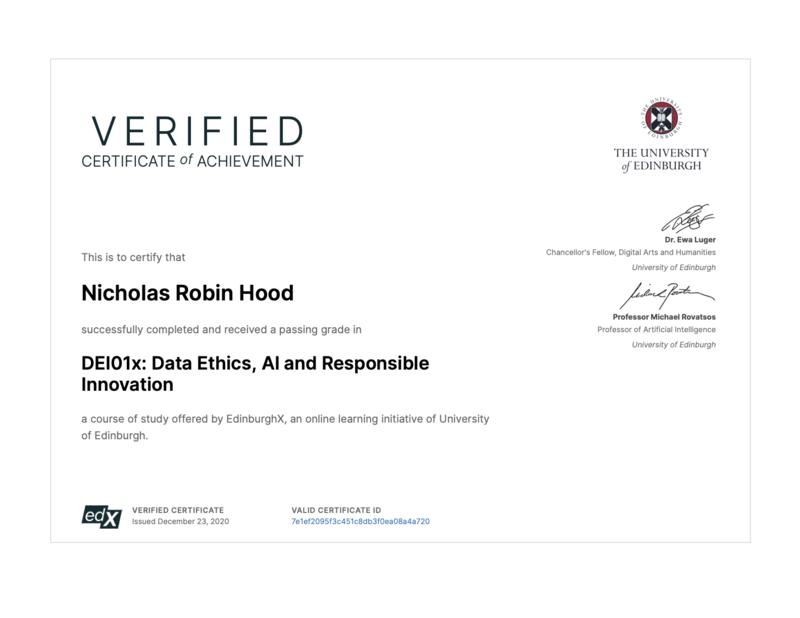 VERIFIED
CERTIFICATE of ACHIEVEMENT
THE UNIVERSITY
of EDINBURGH
Dr. Ewa Luger
Chancellor's Fellow, Digital Arts and Humanities
University of Edinburgh
Professor Michael Rovatsos
Professor of Artificial Intelligence
University of Edinburgh
This is to certify that
Nicholas Robin Hood
successfully completed and received a passing grade in
DEI01x: Data Ethics, AI and Responsible
Innovation
a course of study offered by EdinburghX, an online learning initiative of University
of Edinburgh.
edX
VERIFIED CERTIFICATE
Issued December 23, 2020
VALID CERTIFICATE ID
7e1ef2095f3c451c8db3f0ea08a4a720